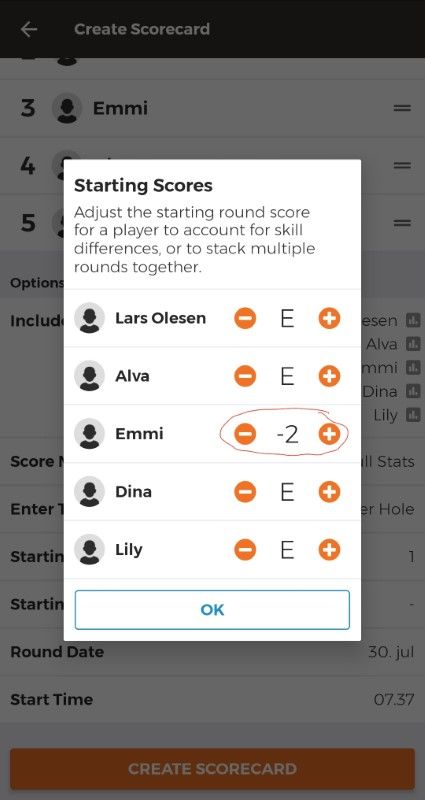 Create Scorecard
3 Emmi
4
5
Starting Scores
Adjust the starting round score
for a player to account for skill
differences, or to stack multiple
rounds together.
Options
Include esen
Lars Olesen E
Alva
Alva E
mmi
Emmi -2
Dina
Lily
Score ll Stats
Dina E
Enter T er Hole
Lily E
Startin 1
Startin -
OK
Round Date 30. jul
Start Time 07.37
CREATE SCORECARD